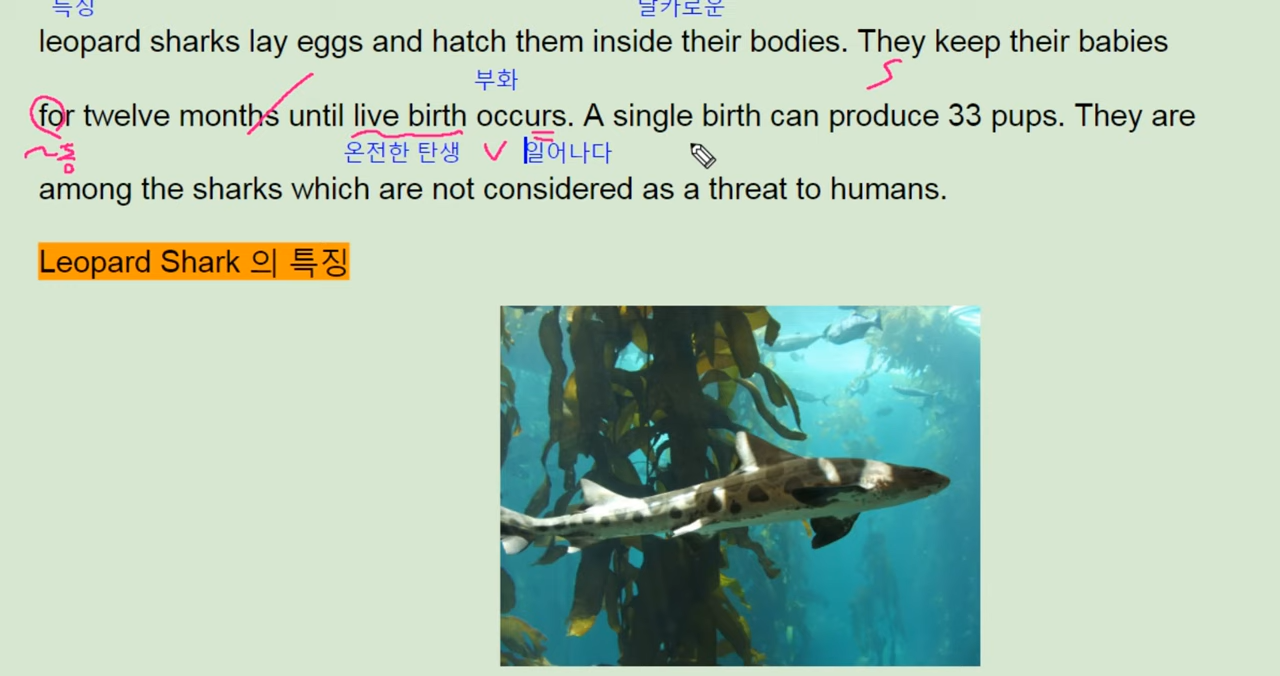 특징 날카로운
leopard sharks lay eggs and hatch them inside their bodies. They keep their babies
부화
for twelve months until live birth occurs. A single birth can produce 33 pups. They are
온전한 탄생 일어나다
among the sharks which are not considered as a threat to humans.
Leopard Shark 의 특징